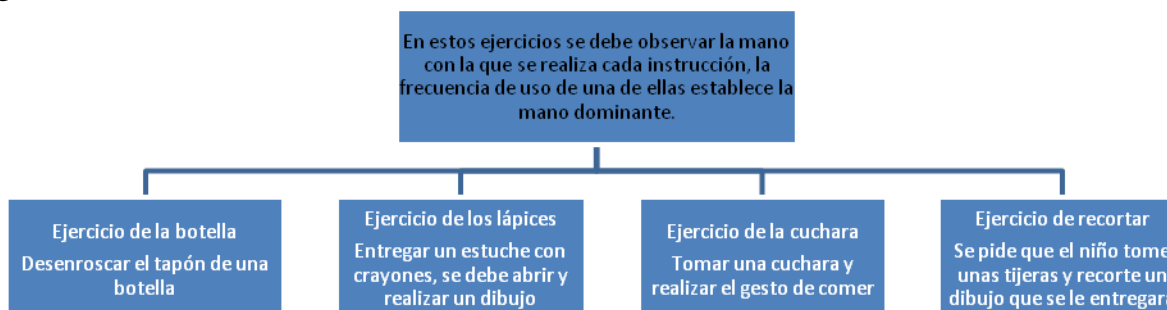 En estos ejercicios se debe observar la mano
con la que se realiza cada instrucción, la
frecuencia de uso de una de ellas establece la
mano dominante.
Ejercicio de la botella
Desenroscar el tapón de una
botella
Ejercicio de los lápices
Entregar un estuche con
crayones, se debe abrir y
realizar un dibujo
Ejercicio de la cuchara
Tomar una cuchara y
realizar el gesto de comer
Ejercicio de recortar
Se pide que el niño tome
unas tijeras y recorte un
dibujo que se le entregará